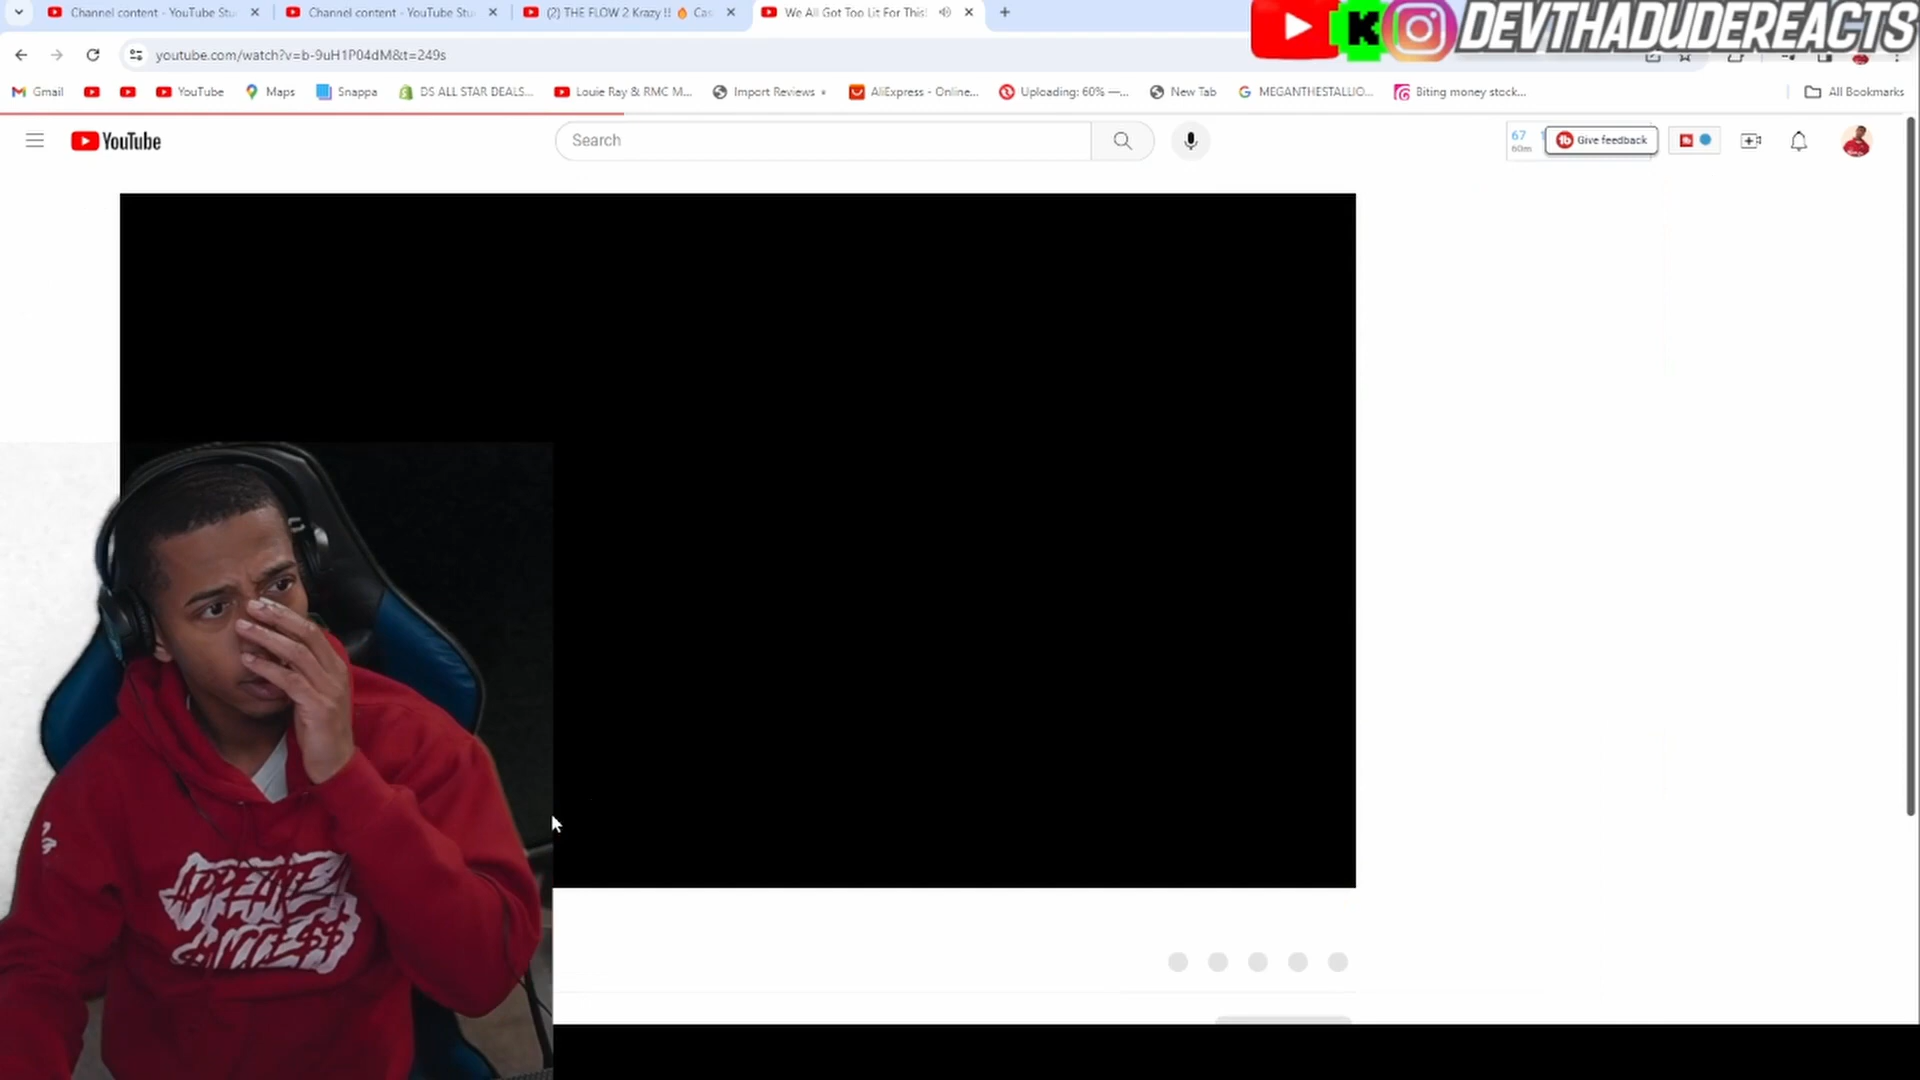 Channel content - YouTube Stu
Channel content - YouTube Stu
(2) THE FLOW 2 Krazy !! 🔥 Cas
We All Got Too Lit For This!
DEVTHADUDEREACTS
youtube.com/watch?v=b-9uH1P04dM&t=249s
Gmail
YouTube
Maps
Snappa
DS ALL STAR DEALS...
Louie Ray & RMC M...
Import Reviews
AliExpress - Online...
Uploading: 60% —...
New Tab
MEGANTHESTALLIO...
Biting money stock...
All Bookmarks
YouTube
Search
67
60m
Give feedback